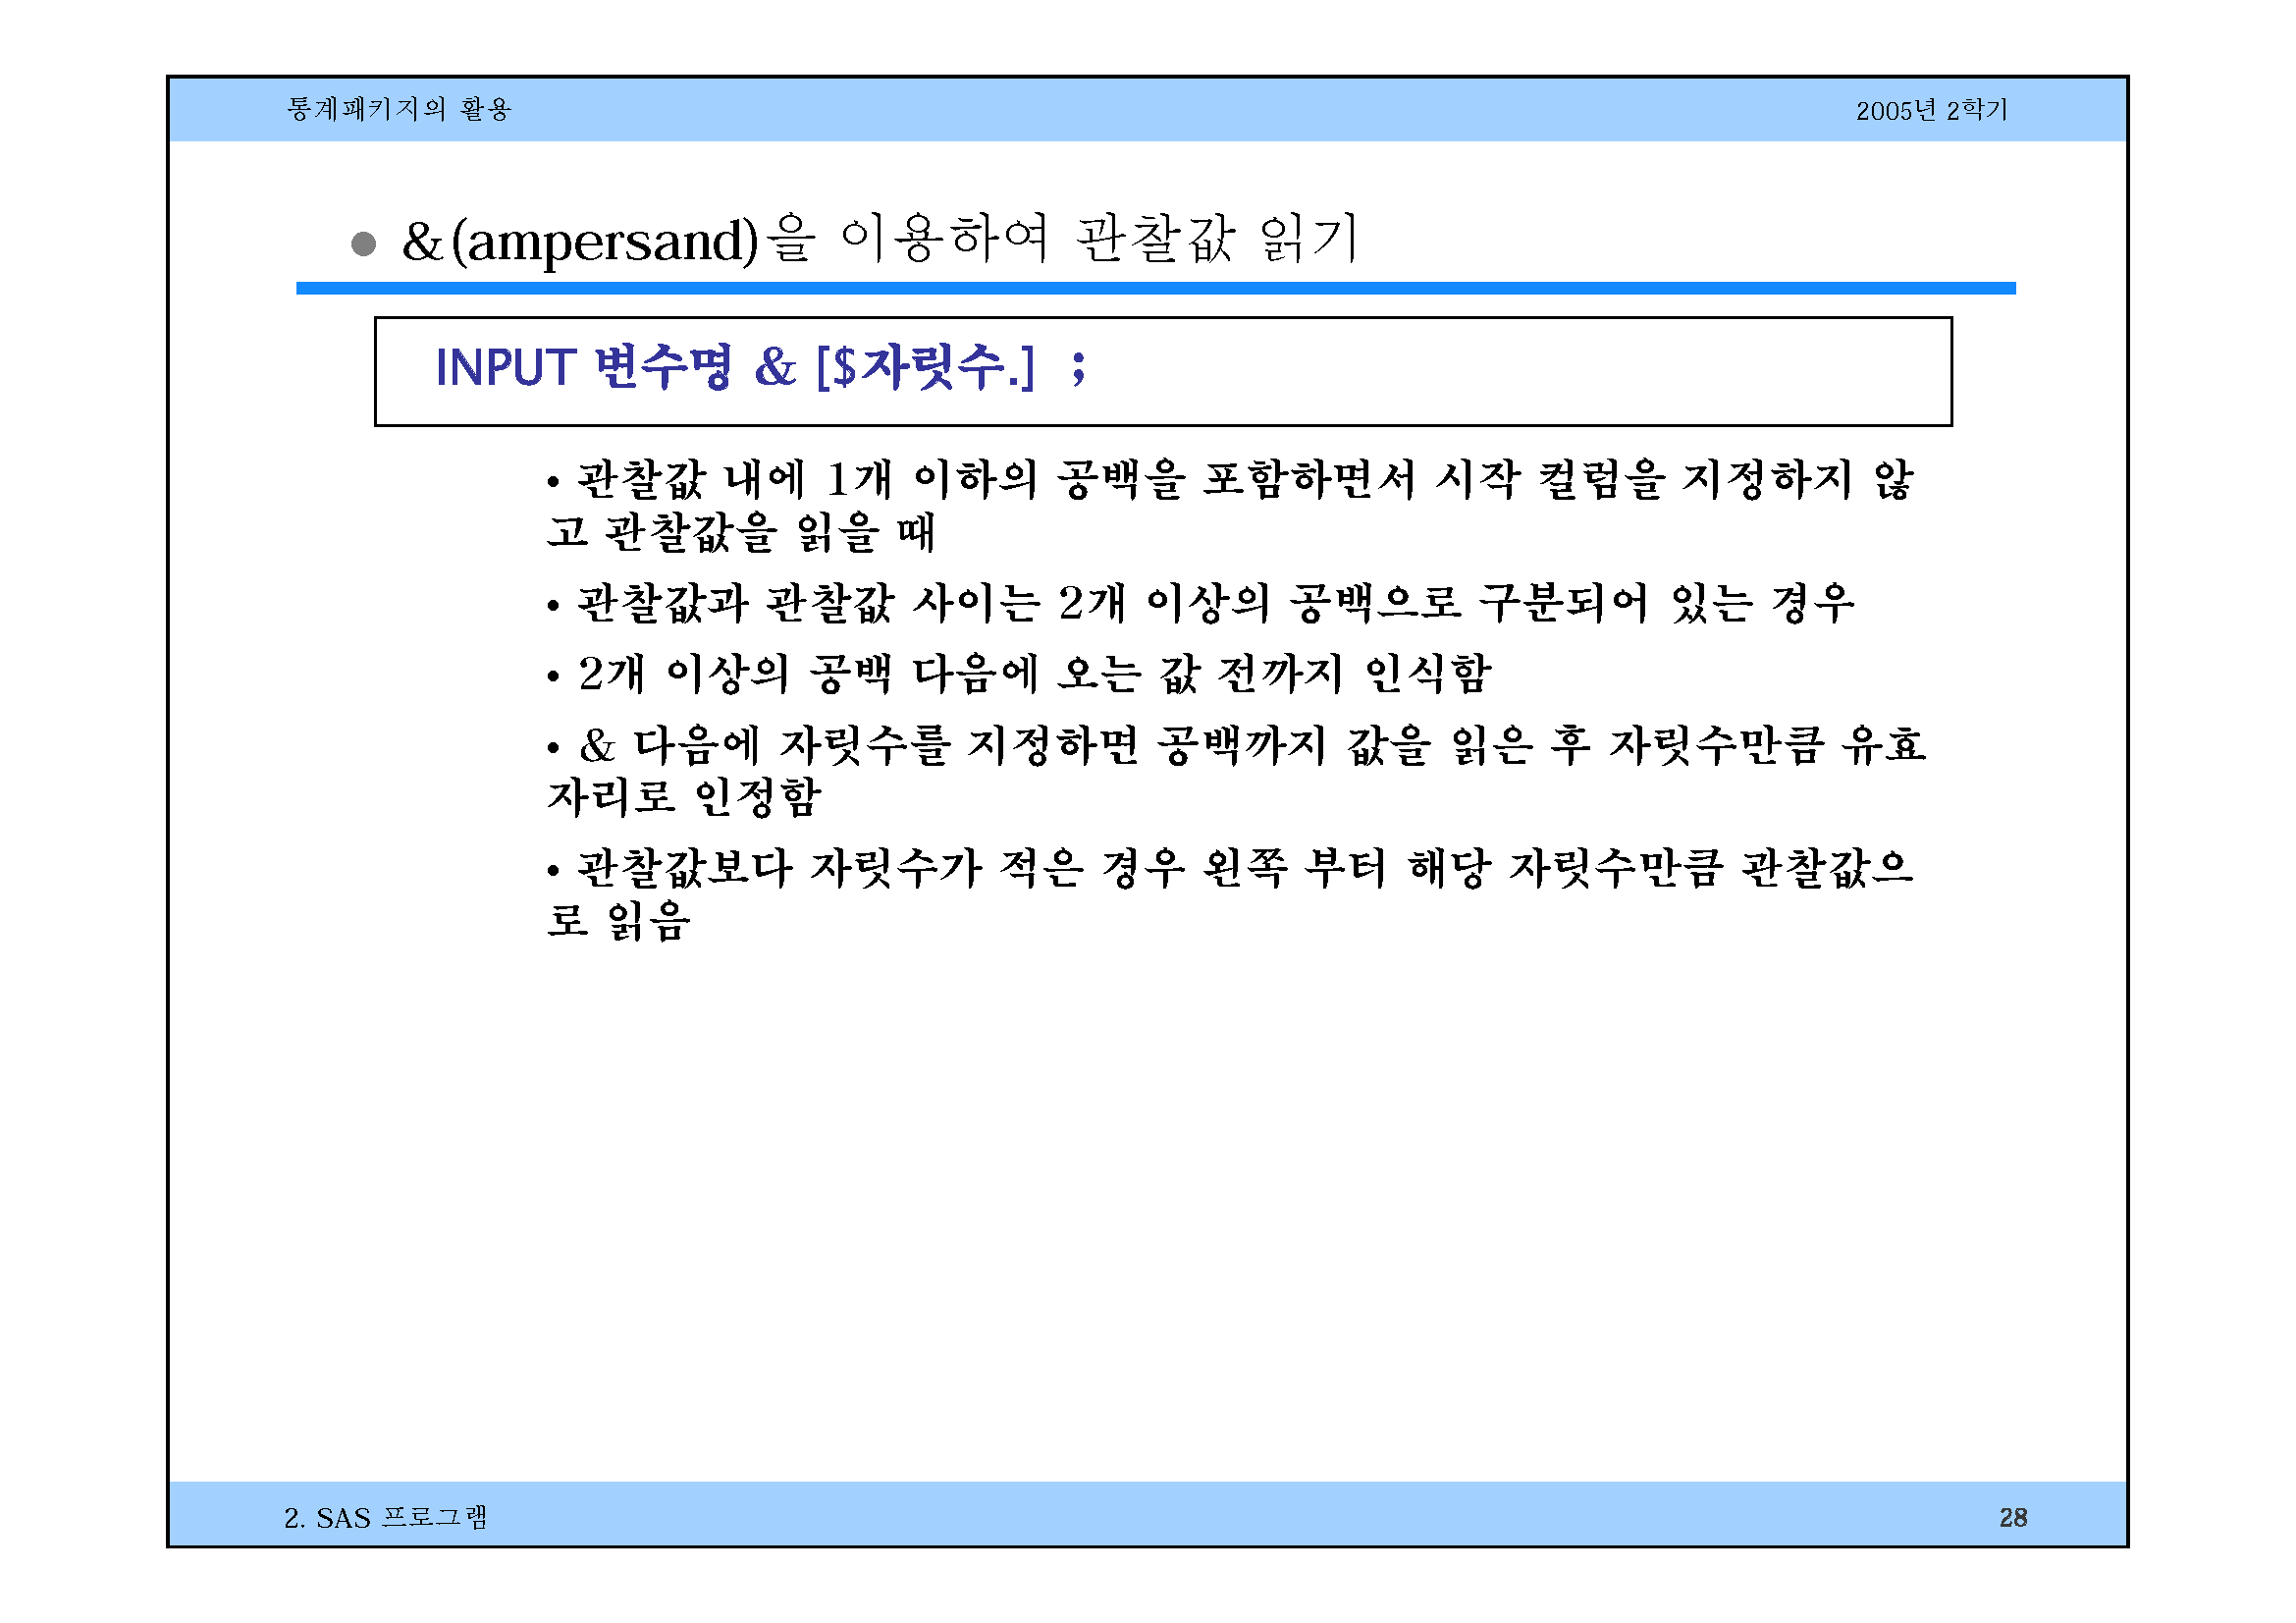 통계패키지의 활용
2005년 2학기
● &(ampersand)을 이용하여 관찰값 읽기
INPUT 변수명 & [$자릿수.] ;
• 관찰값 내에 1개 이하의 공백을 포함하면서 시작 컬럼을 지정하지 않
고 관찰값을 읽을 때
• 관찰값과 관찰값 사이는 2개 이상의 공백으로 구분되어 있는 경우
• 2개 이상의 공백 다음에 오는 값 전까지 인식함
• & 다음에 자릿수를 지정하면 공백까지 값을 읽은 후 자릿수만큼 유효
자리로 인정함
• 관찰값보다 자릿수가 적은 경우 왼쪽 부터 해당 자릿수만큼 관찰값으
로 읽음
2. SAS 프로그램
28